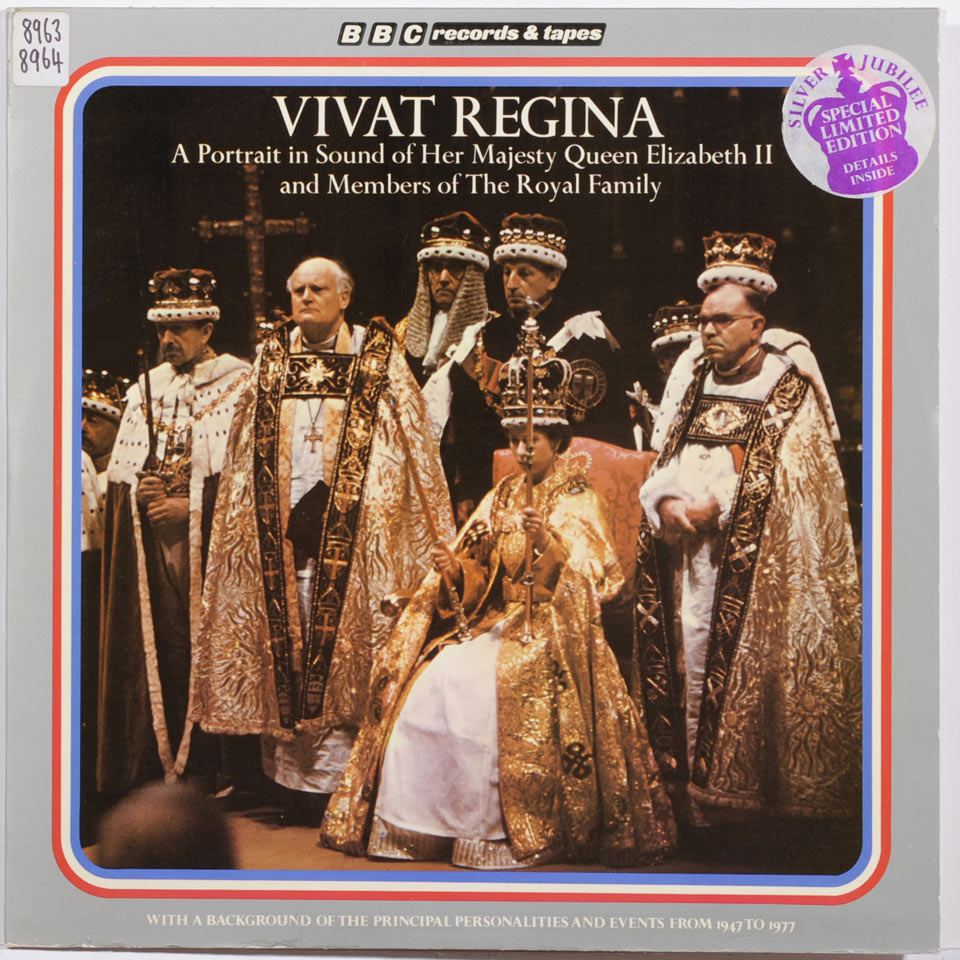 8963
8964
BBC records & tapes
SILVER JUBILEE
SPECIAL
LIMITED
EDITION
DETAILS
INSIDE
VIVAT REGINA
A Portrait in Sound of Her Majesty Queen Elizabeth II
and Members of The Royal Family
WITH A BACKGROUND OF THE PRINCIPAL PERSONALITIES AND EVENTS FROM 1947 TO 1977